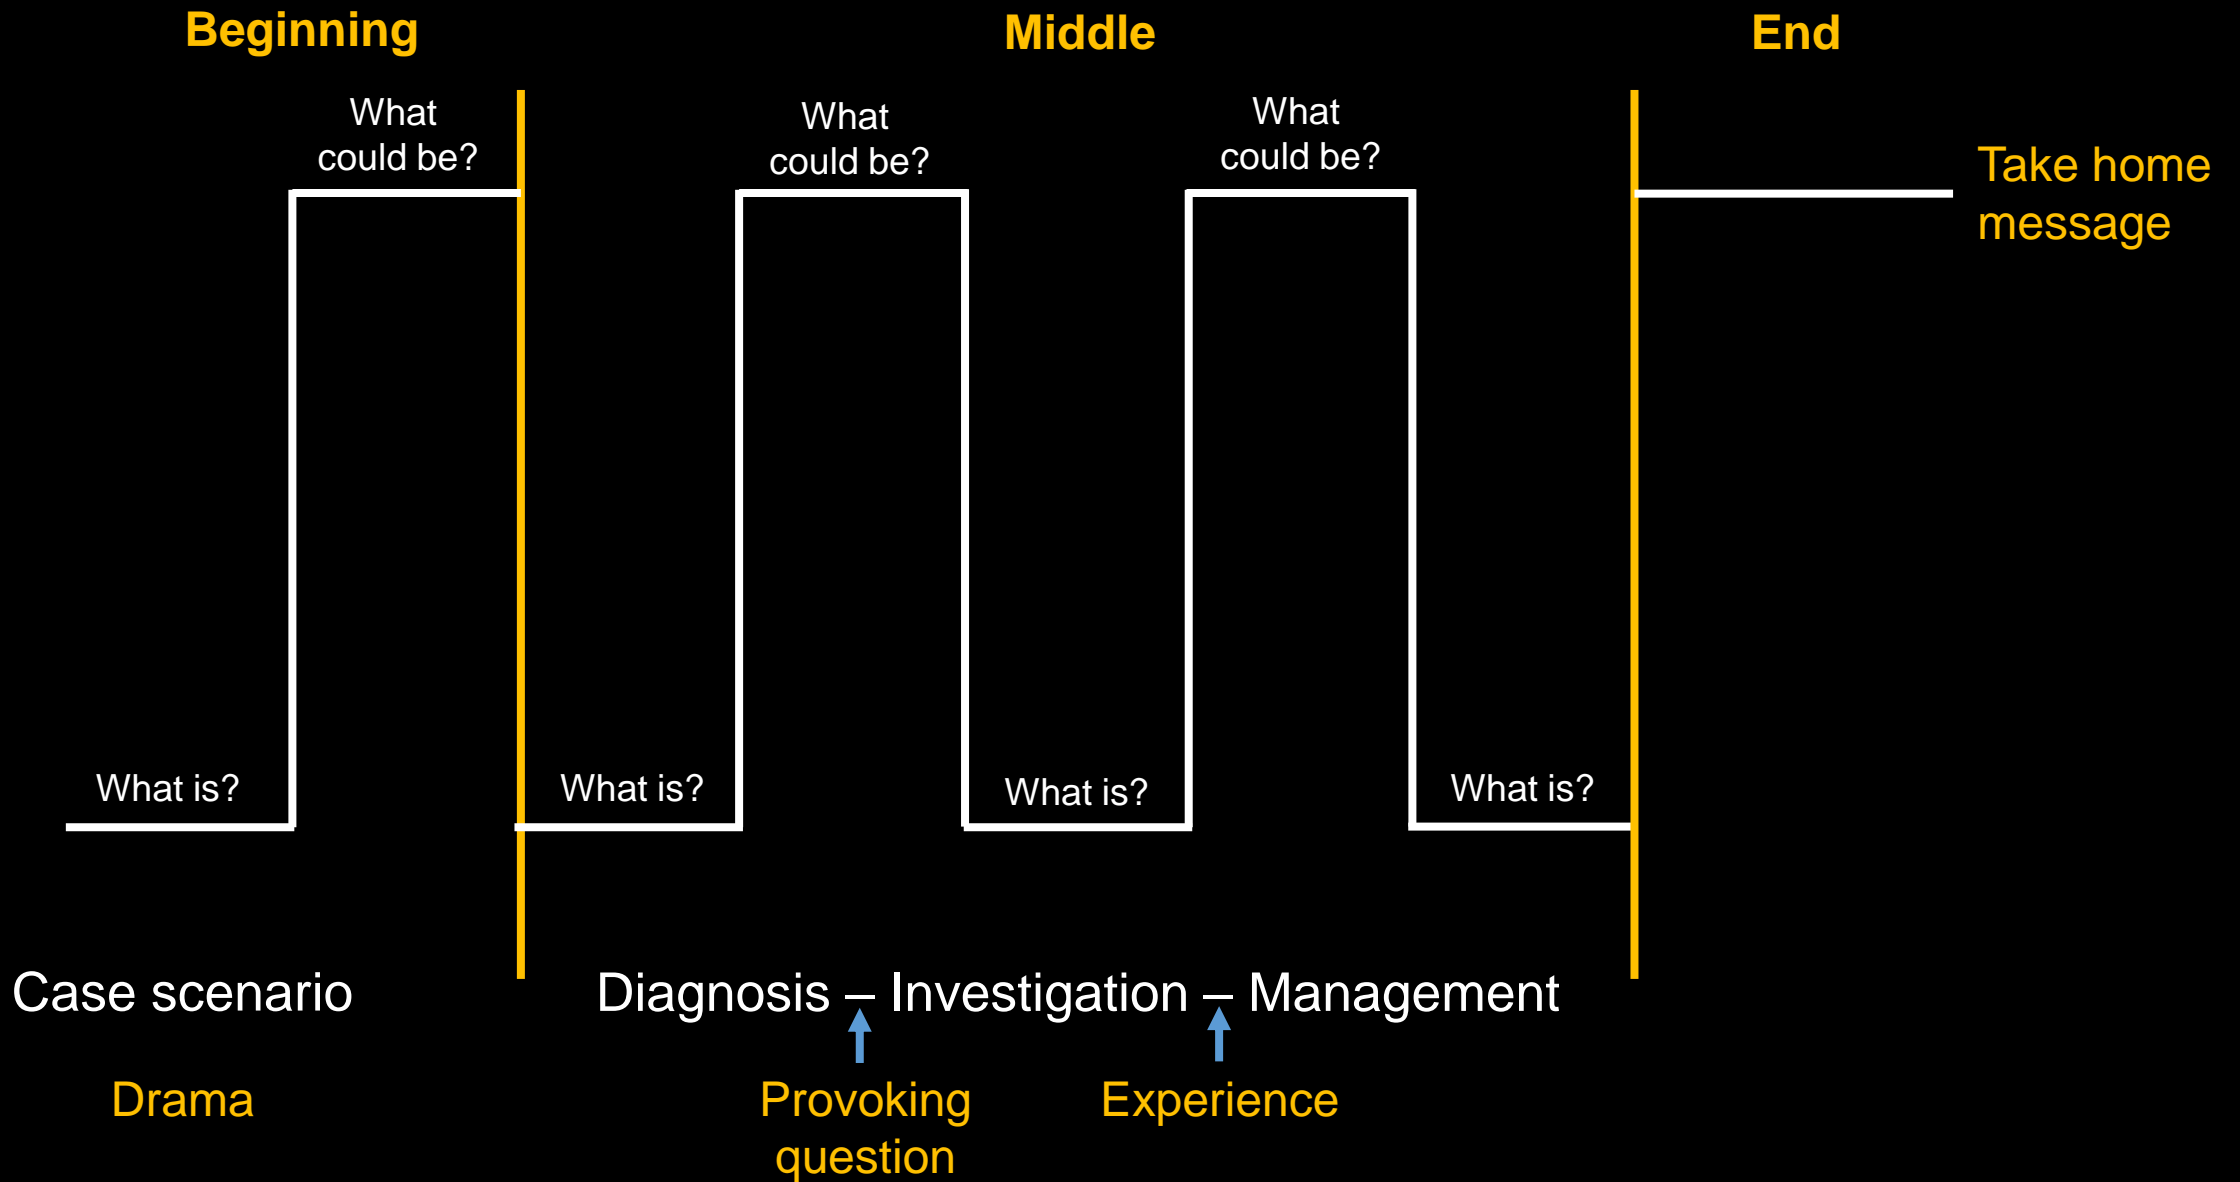 Beginning
Middle
End
What
could be?
What
could be?
What
could be?
Take home
message
What is?
What is?
What is?
What is?
Case scenario
Diagnosis – Investigation – Management
Drama
Provoking
question
Experience